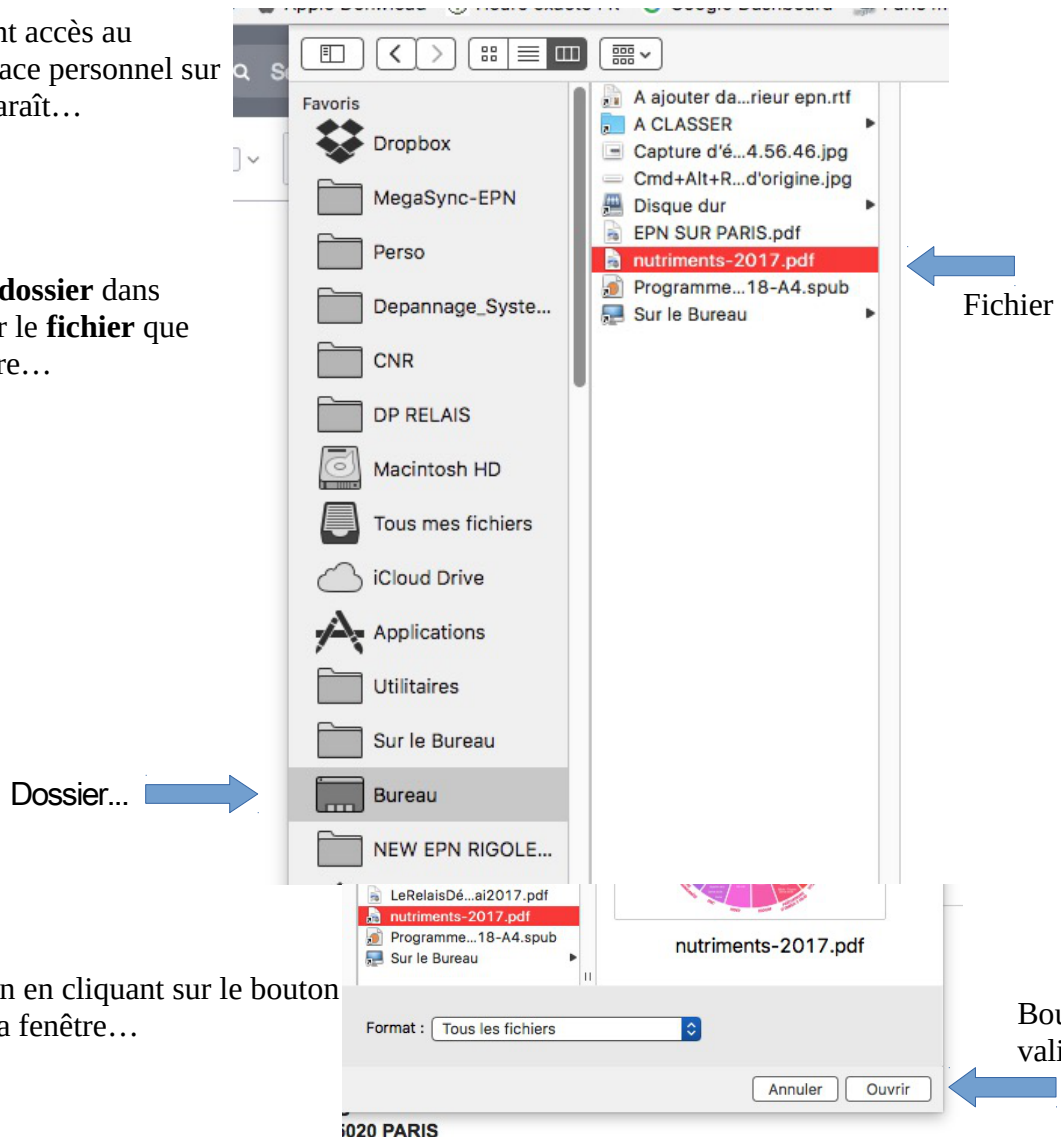 nt accès au
ace personnel sur
araît…
Favoris
Dropbox
MegaSync-EPN
Perso
Depannage_Syste...
CNR
DP RELAIS
Macintosh HD
Tous mes fichiers
iCloud Drive
Applications
Utilitaires
Sur le Bureau
Bureau
NEW EPN RIGOLE...
A ajouter da...rieur epn.rtf
A CLASSER
Capture d'é...4.56.46.jpg
Cmd+Alt+R...d'origine.jpg
Disque dur
EPN SUR PARIS.pdf
nutriments-2017.pdf
Programme...18-A4.spub
Sur le Bureau
Fichier
dossier dans
r le fichier que
re…
Dossier...
LeRelaisDé...ai2017.pdf
nutriments-2017.pdf
Programme...18-A4.spub
Sur le Bureau
nutriments-2017.pdf
n en cliquant sur le bouton
a fenêtre…
Format : Tous les fichiers
Annuler Ouvrir
Bou
vali
5020 PARIS